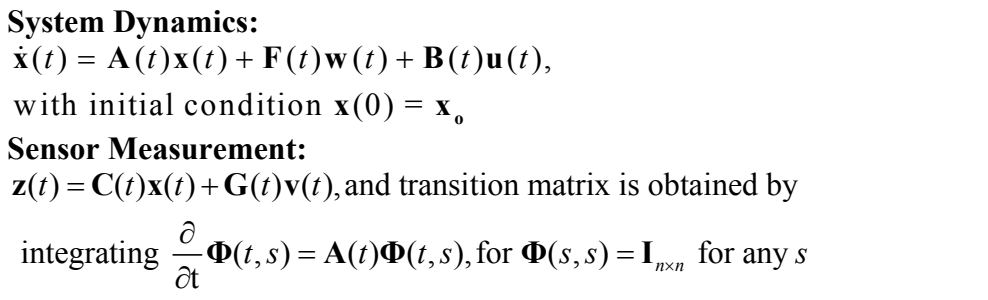 System Dynamics:
ẋ(t) = A(t)x(t) + F(t)w(t) + B(t)u(t),
with initial condition x(0) = xₒ
Sensor Measurement:
z(t) = C(t)x(t) + G(t)v(t), and transition matrix is obtained by
integrating ∂/∂t Φ(t, s) = A(t)Φ(t, s), for Φ(s, s) = Iₙ×ₙ for any s